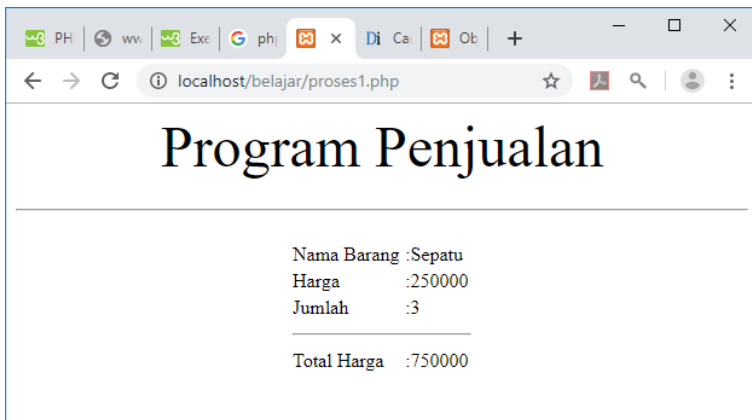 PH
ww
Exe
ph
Di Ca
Ob
localhost/belajar/proses1.php
Program Penjualan
Nama Barang :Sepatu
Harga :250000
Jumlah :3
Total Harga :750000